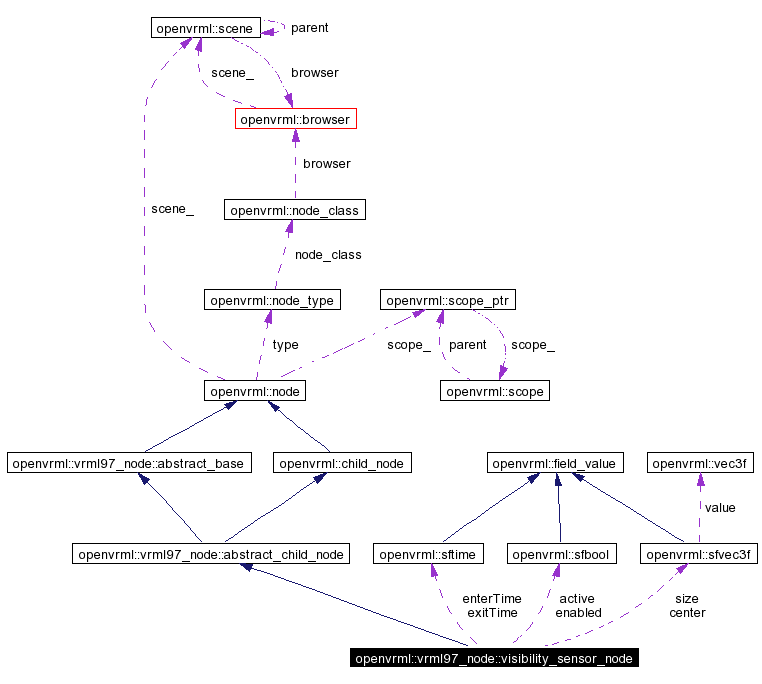 openvrml::scene
parent
scene_
browser
openvrml::browser
browser
scene_
openvrml::node_class
node_class
openvrml::node_type
openvrml::scope_ptr
type
scope_
parent
scope_
openvrml::node
openvrml::scope
openvrml::vrml97_node::abstract_base
openvrml::child_node
openvrml::field_value
openvrml::vec3f
value
openvrml::vrml97_node::abstract_child_node
openvrml::sftime
openvrml::sfbool
openvrml::sfvec3f
enterTime
exitTime
active
enabled
size
center
openvrml::vrml97_node::visibility_sensor_node